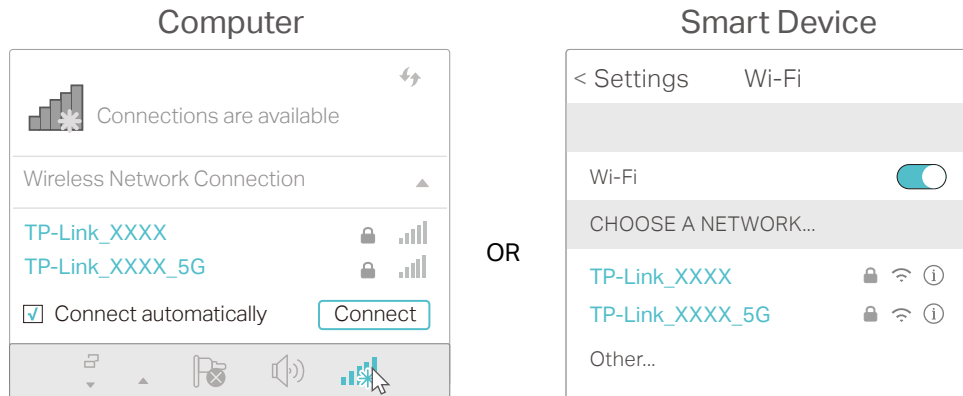 Computer
Connections are available
Wireless Network Connection
TP-Link_XXXX
TP-Link_XXXX_5G
Connect automatically
Connect
OR
Smart Device
< Settings Wi-Fi
Wi-Fi
CHOOSE A NETWORK...
TP-Link_XXXX
TP-Link_XXXX_5G
Other...